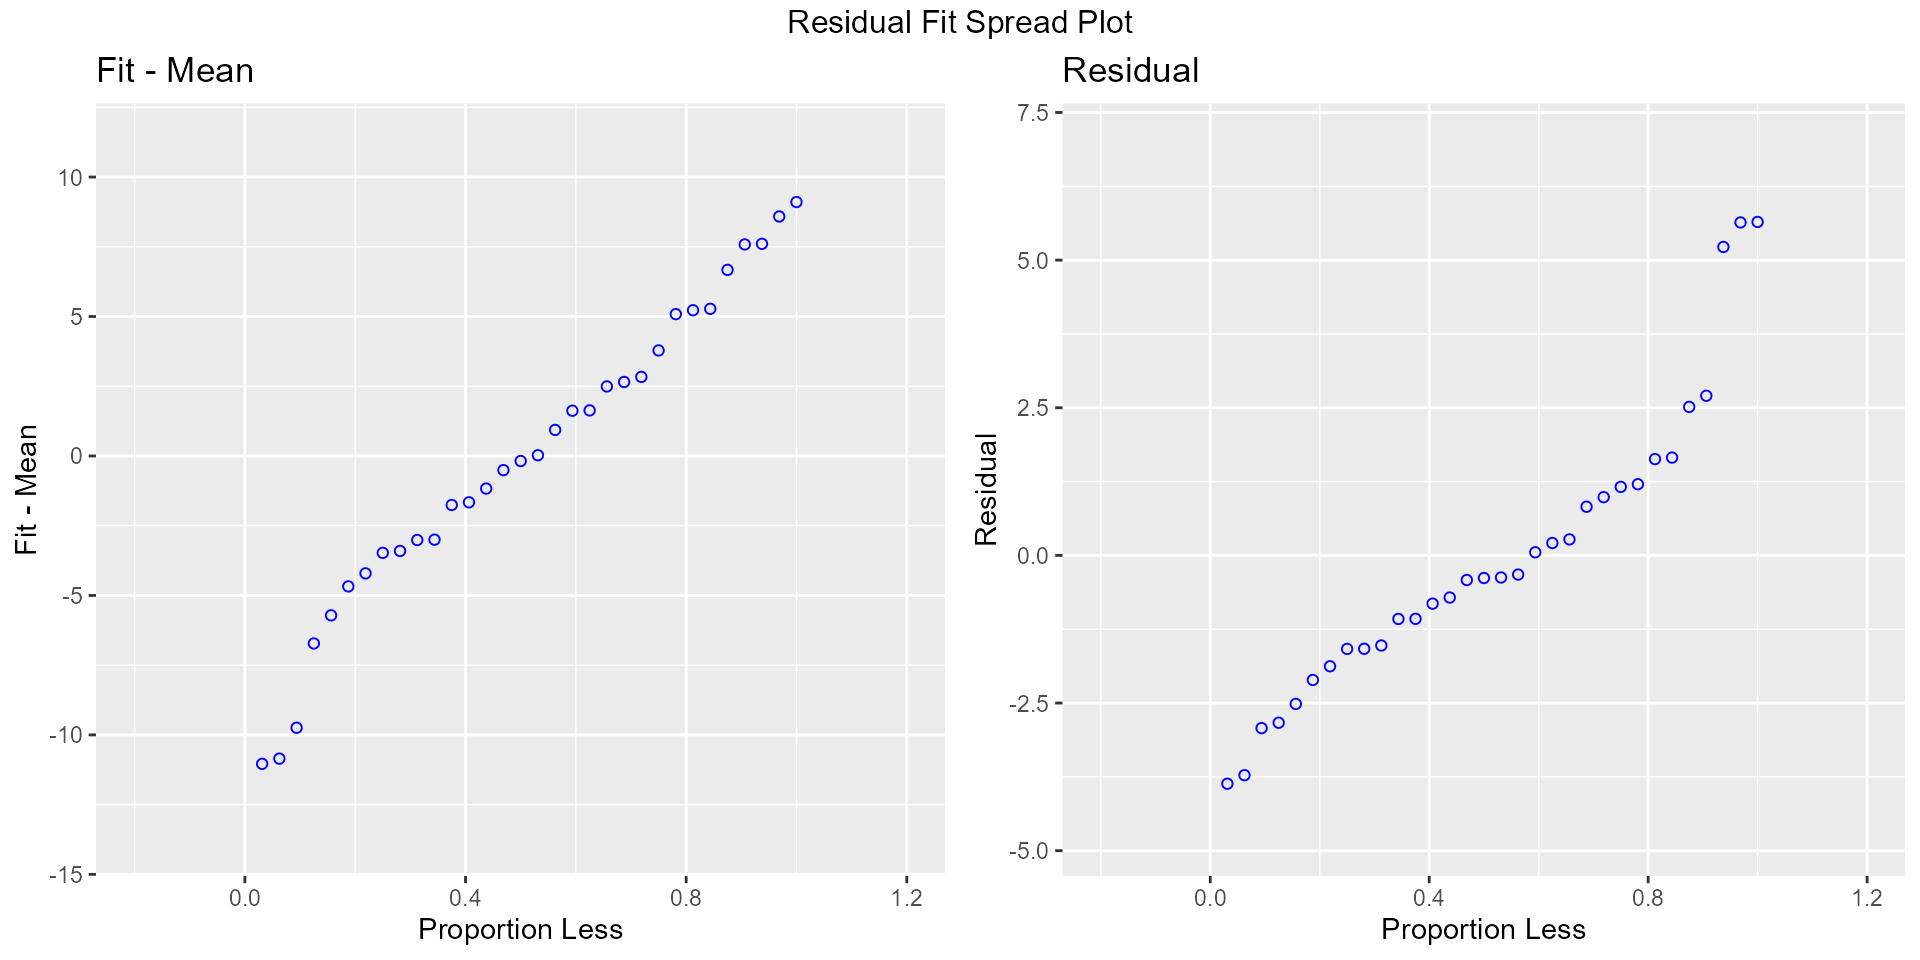 Residual Fit Spread Plot
Fit - Mean
10
5
0
-5
-10
-15
Fit - Mean
0.0 0.4 0.8 1.2
Proportion Less
Residual
7.5
5.0
2.5
0.0
-2.5
-5.0
Residual
0.0 0.4 0.8 1.2
Proportion Less